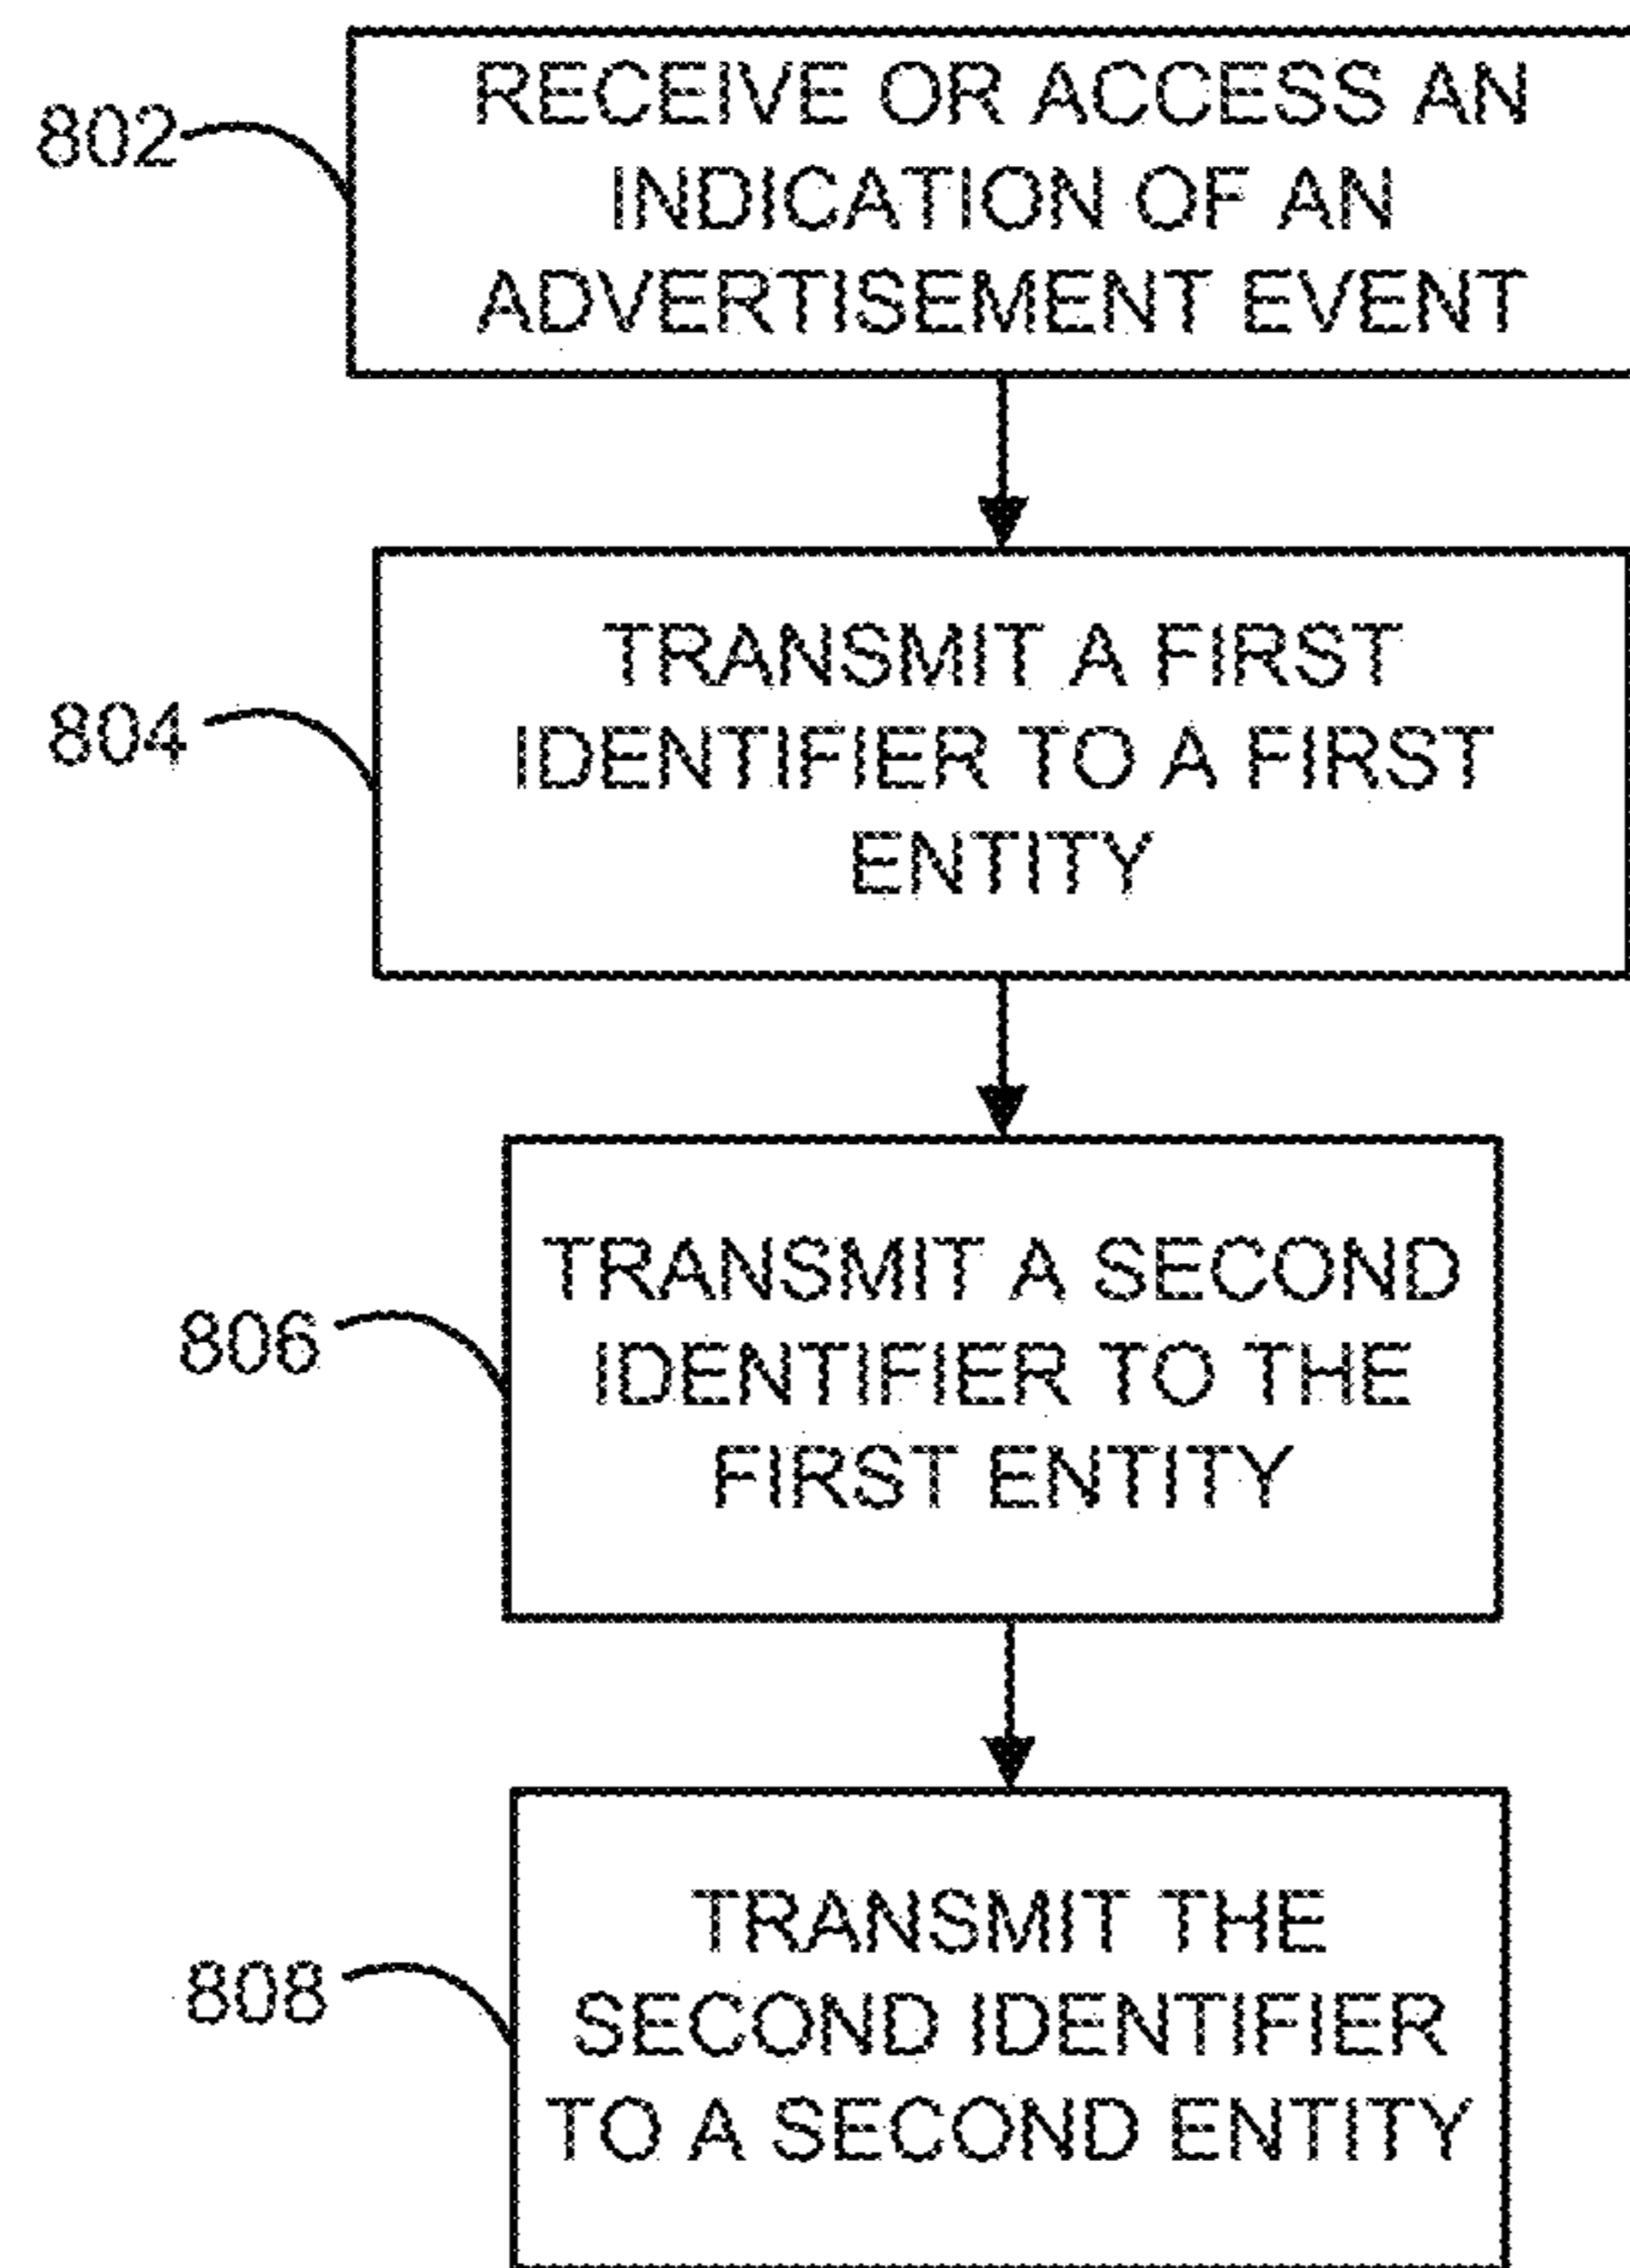 802
RECEIVE OR ACCESS AN
INDICATION OF AN
ADVERTISEMENT EVENT
804
TRANSMIT A FIRST
IDENTIFIER TO A FIRST
ENTITY
806
TRANSMIT A SECOND
IDENTIFIER TO THE
FIRST ENTITY
808
TRANSMIT THE
SECOND IDENTIFIER
TO A SECOND ENTITY